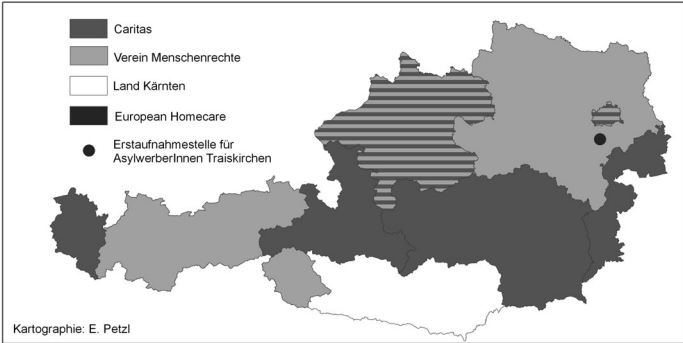 Caritas
Verein Menschenrechte
Land Kärnten
European Homecare
Erstaufnahmestelle für
AsylwerberInnen Traiskirchen
Kartographie: E. Petzl